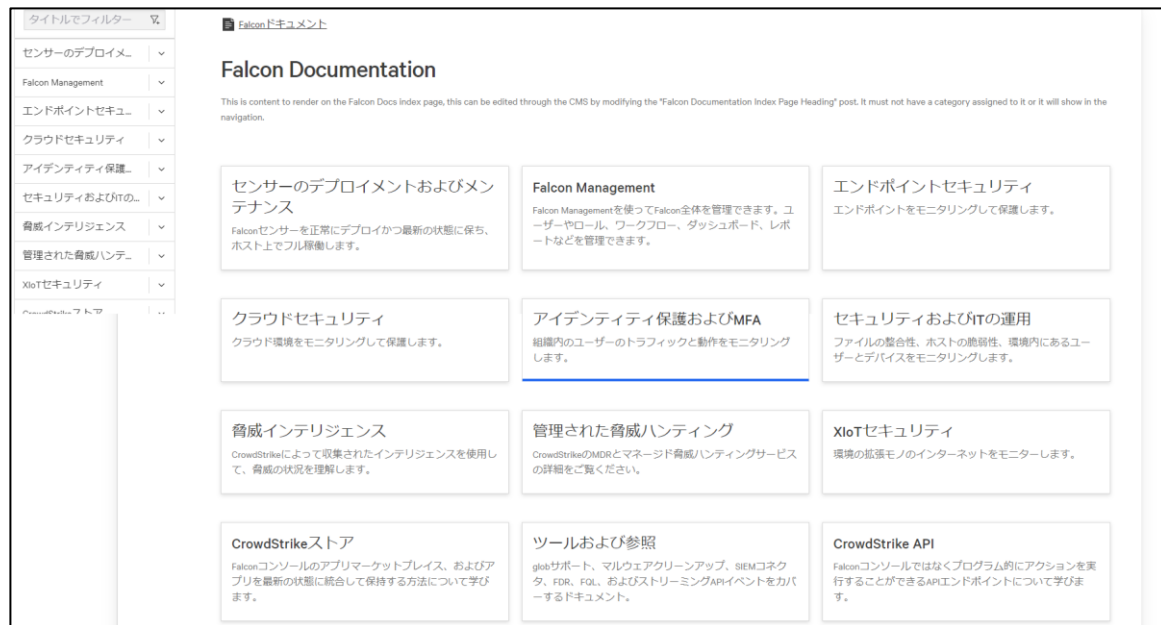 タイトルでフィルター
センサーのデプロイメ...
Falcon Management
エンドポイントセキュ...
クラウドセキュリティ
アイデンティティ保護...
セキュリティおよびITの...
脅威インテリジェンス
管理された脅威ハンテ...
XIoTセキュリティ
CrowdStrikeストア
Falconドキュメント
Falcon Documentation
This is content to render on the Falcon Docs index page, this can be edited through the CMS by modifying the "Falcon Documentation Index Page Heading" post. It must not have a category assigned to it or it will show in the
navigation.
センサーのデプロイメントおよびメン
テナンス
Falconセンサーを正常にデプロイかつ最新の状態に保ち、
ホスト上でフル稼働します。
Falcon Management
Falcon Managementを使ってFalcon全体を管理できます。ユ
ーザーやロール、ワークフロー、ダッシュボード、レポ
ートなどを管理できます。
エンドポイントセキュリティ
エンドポイントをモニタリングして保護します。
クラウドセキュリティ
クラウド環境をモニタリングして保護します。
アイデンティティ保護およびMFA
組織内のユーザーのトラフィックと動作をモニタリング
します。
セキュリティおよびITの運用
ファイルの整合性、ホストの脆弱性、環境内にあるユー
ザーとデバイスをモニタリングします。
脅威インテリジェンス
CrowdStrikeによって収集されたインテリジェンスを使用し
て、脅威の状況を理解します。
管理された脅威ハンティング
CrowdStrikeのMDRとマネージド脅威ハンティングサービス
の詳細をご覧ください。
XIoTセキュリティ
環境の拡張モノのインターネットをモニターします。
CrowdStrikeストア
Falconコンソールのアプリマーケットプレイス、およびア
プリを最新の状態に統合して保持する方法について学び
ます。
ツールおよび参照
globサポート、マルウェアクリーンアップ、SIEMコネク
タ、FDR、FQL、およびストリーミングAPIイベントをカバ
ーするドキュメント。
CrowdStrike API
Falconコンソールではなくプログラム的にアクションを実
行することができるAPIエンドポイントについて学びま
す。